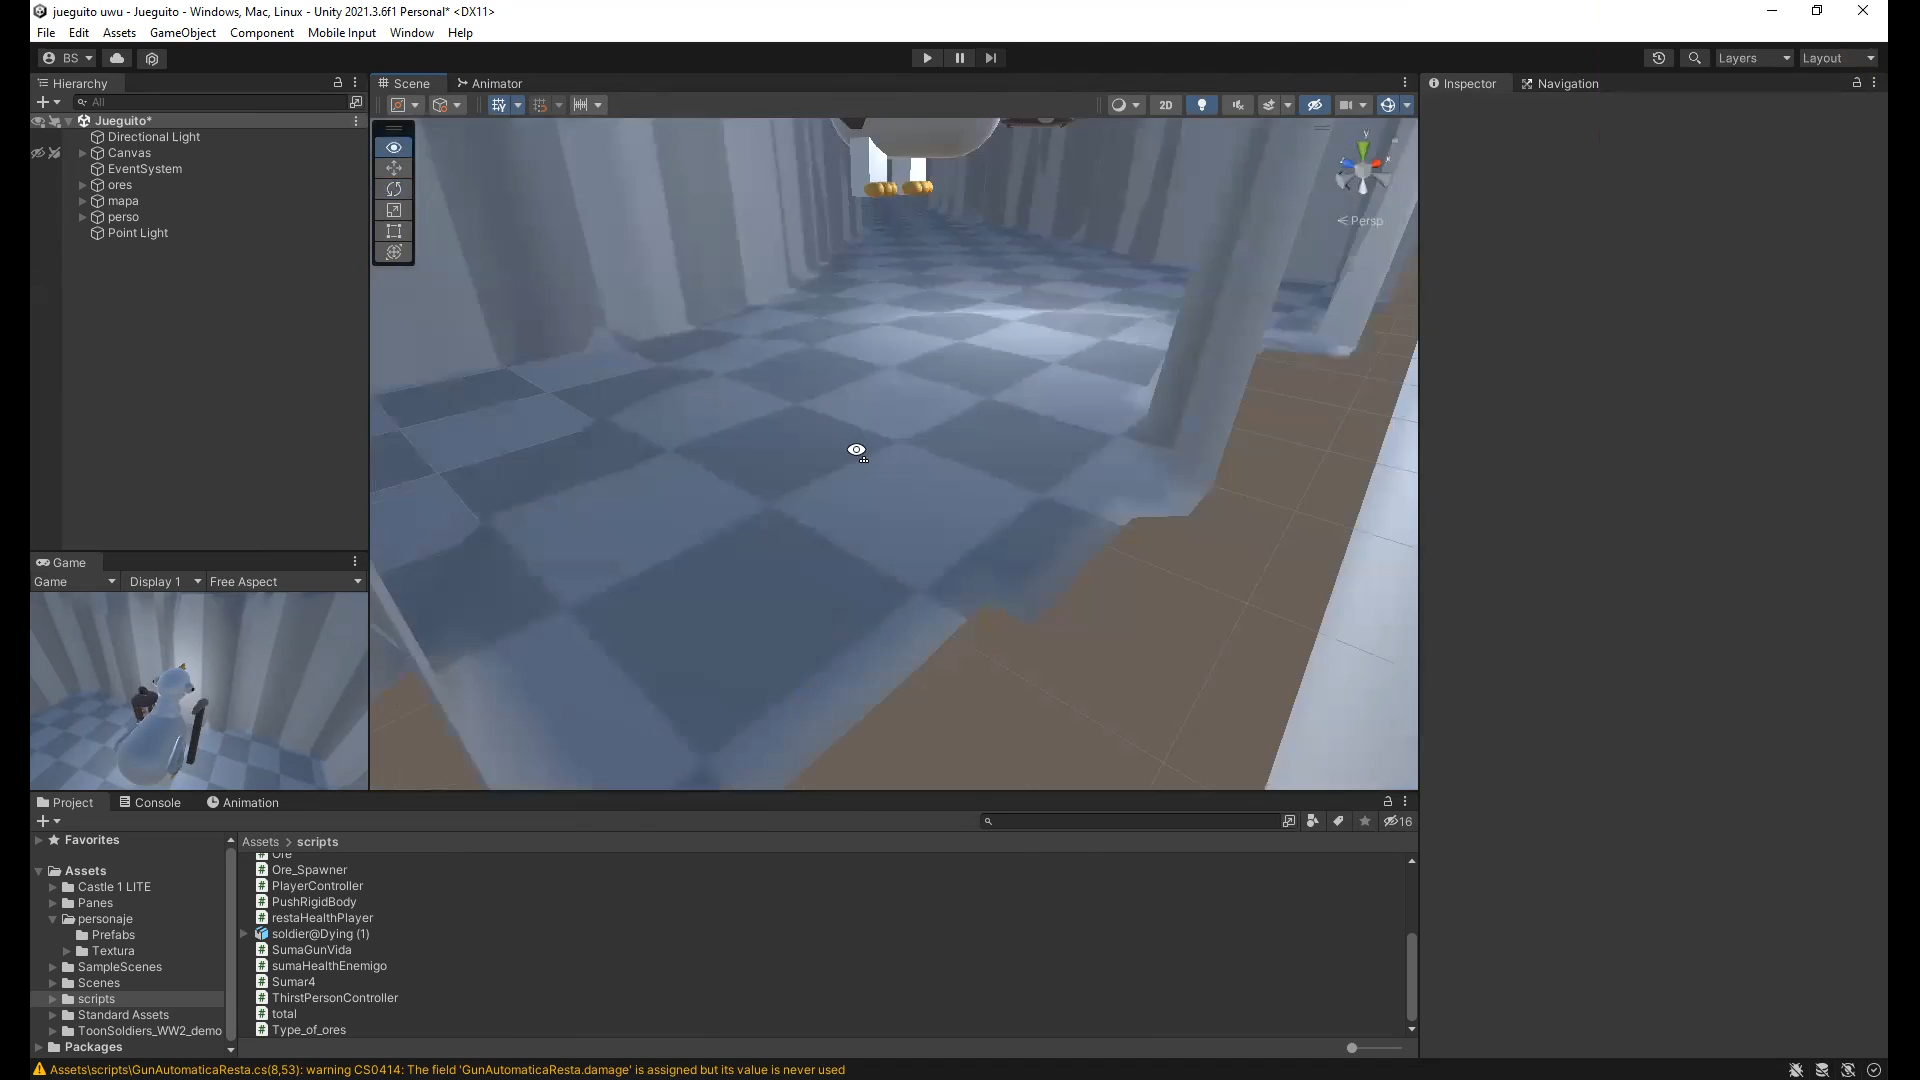 jueguito uwu - Jueguito - Windows, Mac, Linux - Unity 2021.3.6f1 Personal* <DX11>
File Edit Assets GameObject Component Mobile Input Window Help
BS Layers Layout
Hierarchy
All
Jueguito*
Directional Light
Canvas
EventSystem
ores
mapa
perso
Point Light
Scene Animator
2D
y
x
Persp
Inspector Navigation
Game
Game Display 1 Free Aspect
Project Console Animation
16
Favorites
Assets
Castle 1 LITE
Panes
personaje
Prefabs
Textura
SampleScenes
Scenes
scripts
Standard Assets
ToonSoldiers_WW2_demo
Packages
Assets > scripts
Ore
Ore_Spawner
PlayerController
PushRigidBody
restaHealthPlayer
soldier@Dying (1)
SumaGunVida
sumaHealthEnemigo
Sumar4
ThirstPersonController
total
Type_of_ores
Assets\scripts\GunAutomaticaResta.cs(8,53): warning CS0414: The field 'GunAutomaticaResta.damage' is assigned but its value is never used